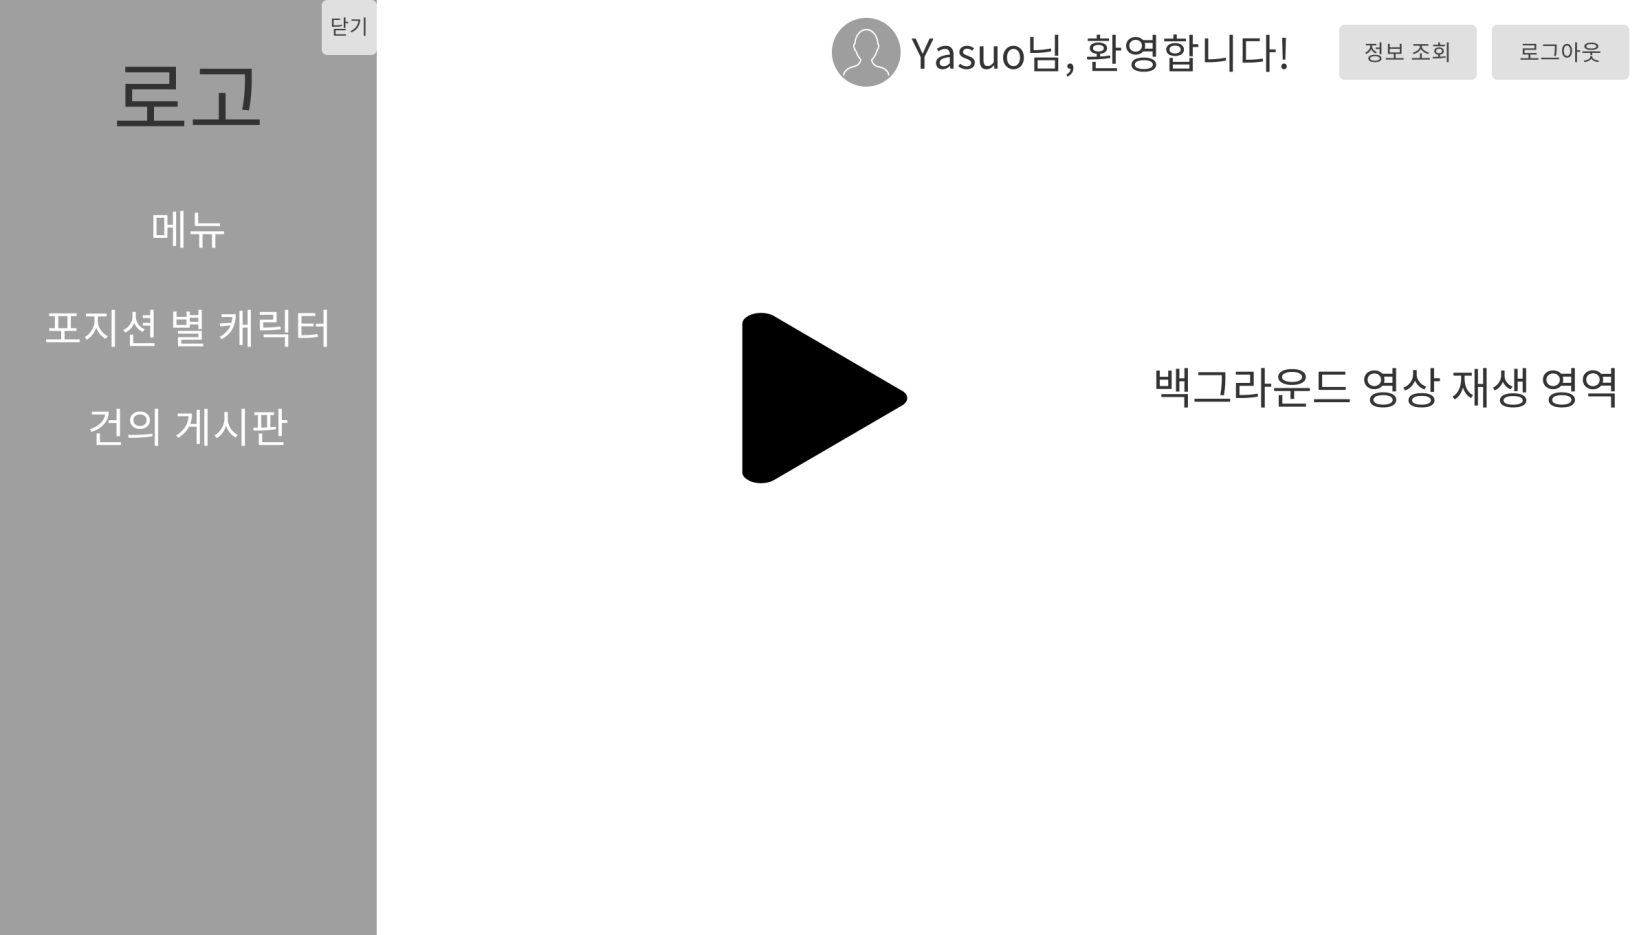 닫기
로고
메뉴
포지션 별 캐릭터
건의 게시판
Yasuo님, 환영합니다!
정보 조회
로그아웃
백그라운드 영상 재생 영역